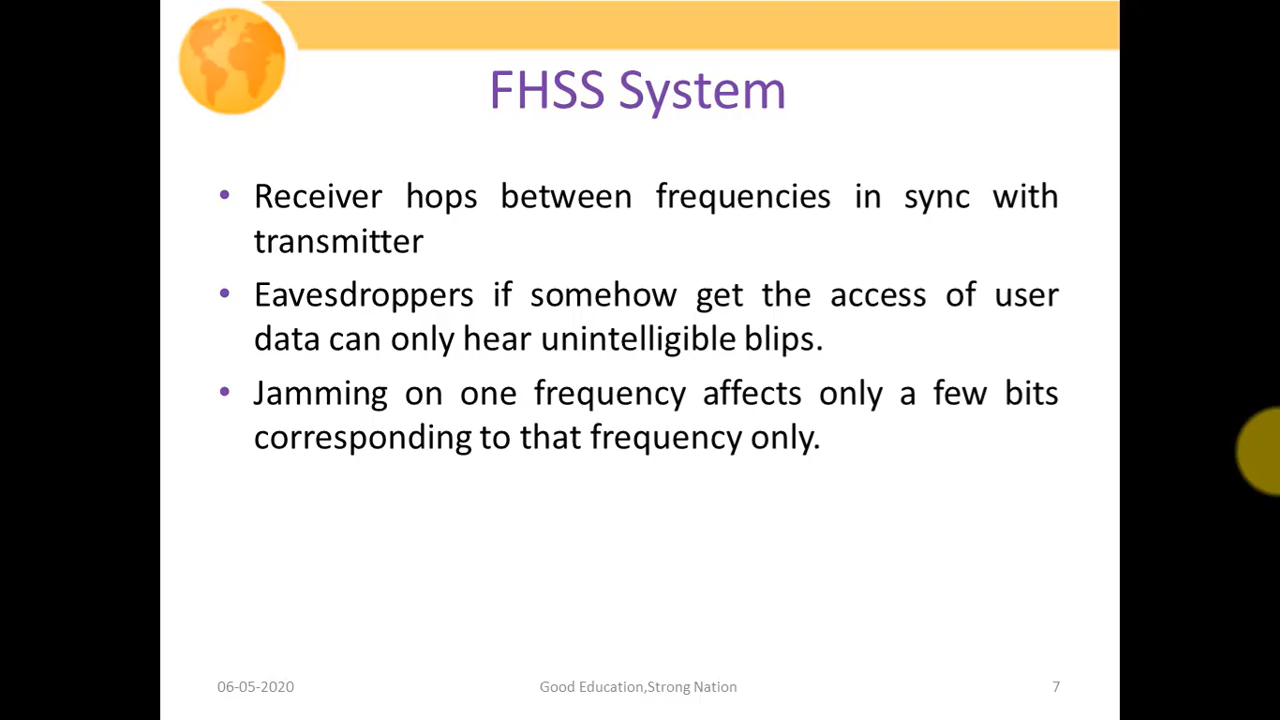 FHSS System
• Receiver hops between frequencies in sync with
transmitter
• Eavesdroppers if somehow get the access of user
data can only hear unintelligible blips.
• Jamming on one frequency affects only a few bits
corresponding to that frequency only.
06-05-2020
Good Education,Strong Nation
7